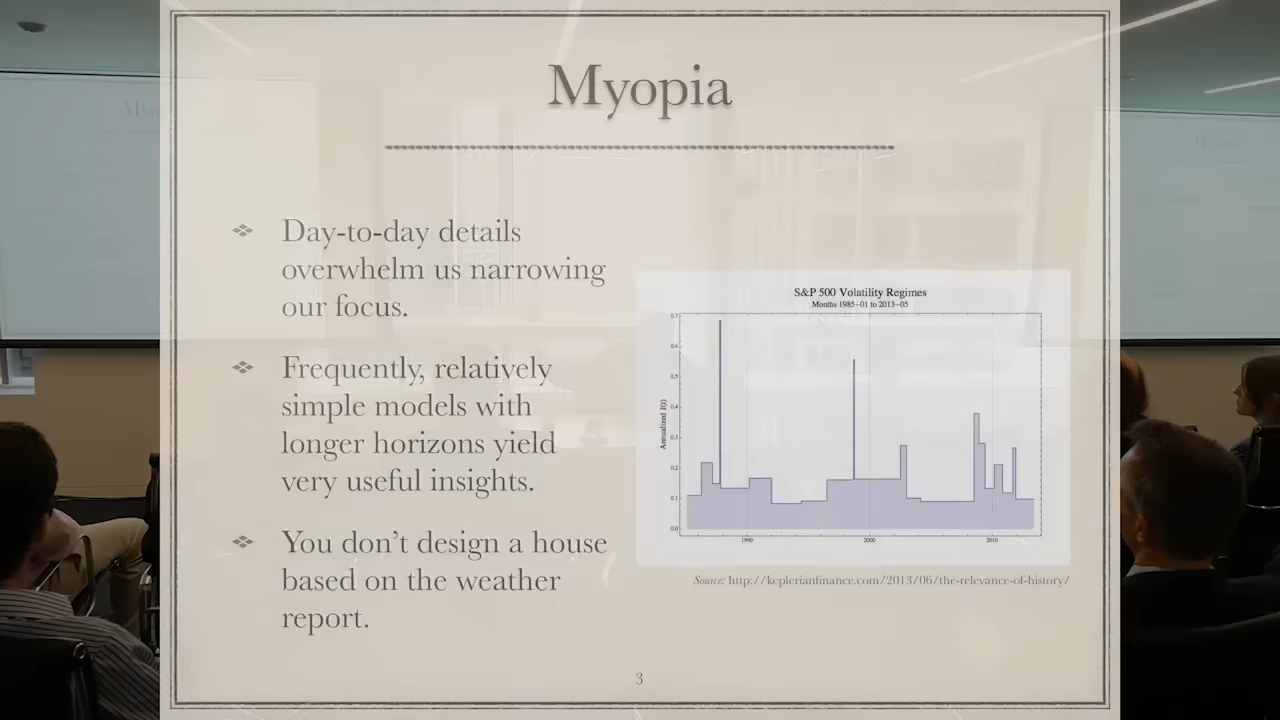 Myopia
Day-to-day details
overwhelm us narrowing
our focus.
Frequently, relatively
simple models with
longer horizons yield
very useful insights.
You don't design a house
based on the weather
report.
S&P 500 Volatility Regimes
Months 1985-01 to 2013-05
Annualized I(t)
0.7
0.6
0.5
0.4
0.3
0.2
0.1
0.0
1990
2000
2010
Source: http://keplerianfinance.com/2013/06/the-relevance-of-history/
3